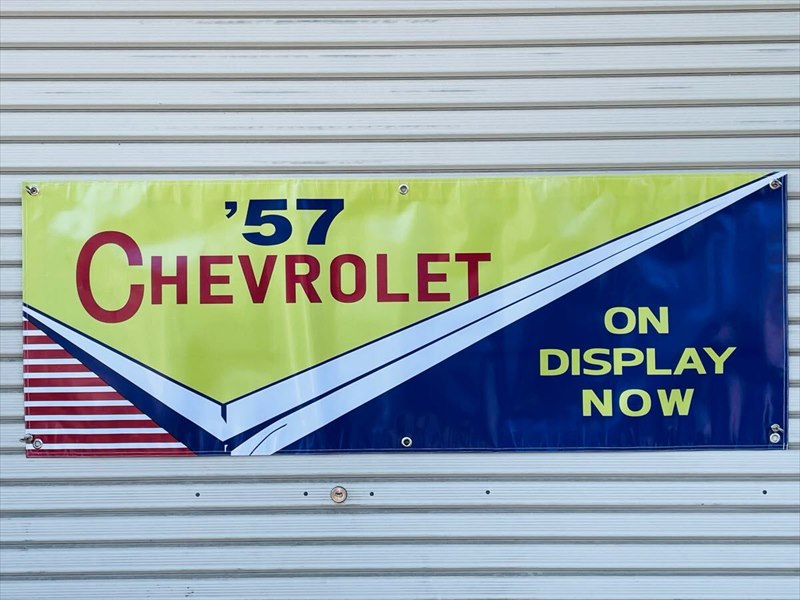 ’57
CHEVROLET
ON
DISPLAY
NOW